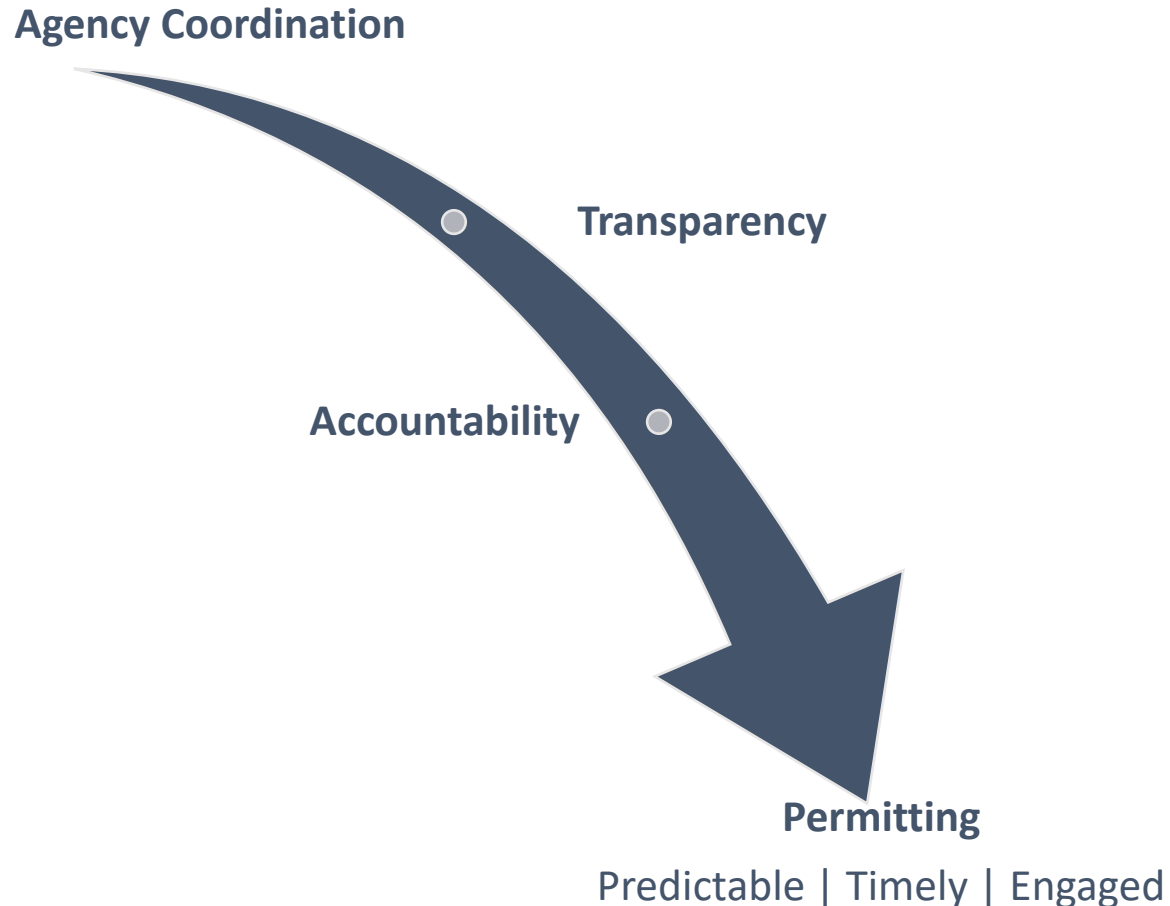 Agency Coordination
Transparency
Accountability
Permitting
Predictable | Timely | Engaged